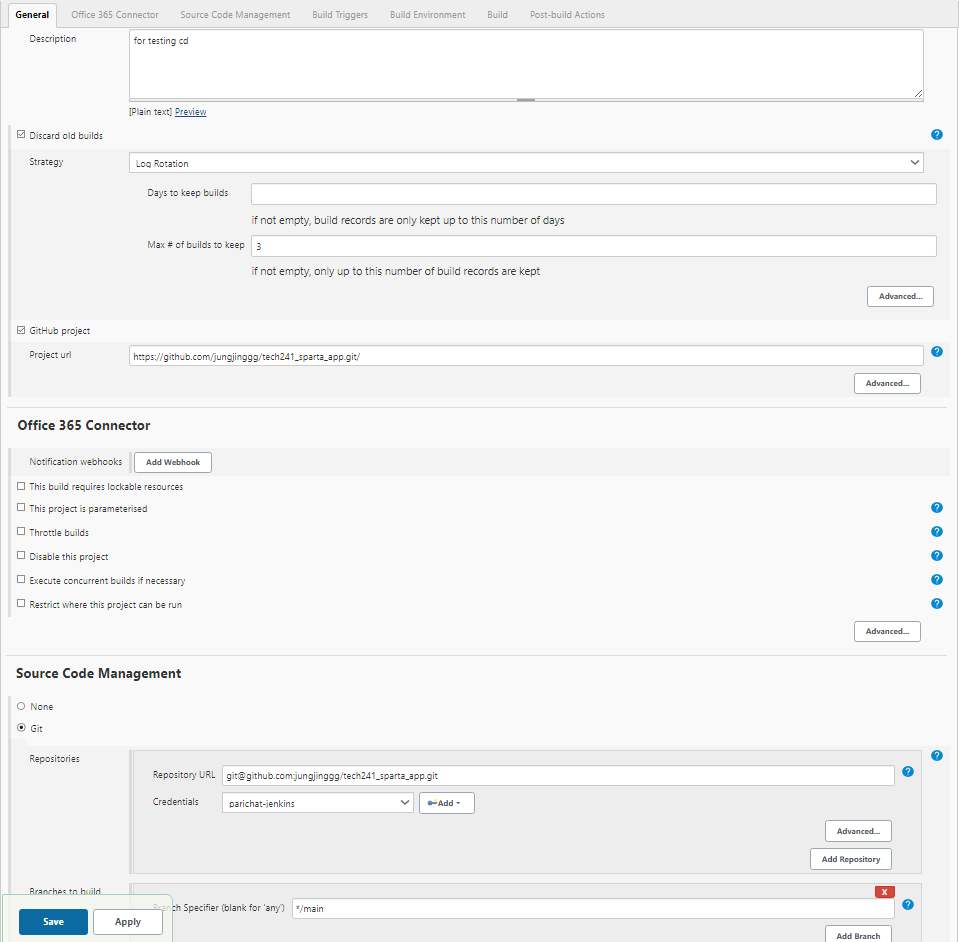 General Office 365 Connector Source Code Management Build Triggers Build Environment Build Post-build Actions
Description for testing cd
[Plain text] Preview
Discard old builds ?
Strategy Log Rotation
Days to keep builds
if not empty, build records are only kept up to this number of days
Max # of builds to keep 3
if not empty, only up to this number of build records are kept
Advanced...
GitHub project
Project url https://github.com/jungjinggg/tech241_sparta_app.git/ ?
Advanced...
Office 365 Connector
Notification webhooks Add Webhook
This build requires lockable resources
This project is parameterised ?
Throttle builds ?
Disable this project ?
Execute concurrent builds if necessary ?
Restrict where this project can be run ?
Advanced...
Source Code Management
None
Git
Repositories ?
Repository URL git@github.com:jungjinggg/tech241_sparta_app.git ?
Credentials parichat-jenkins Add
Advanced...
Add Repository
Branches to build X
Branch Specifier (blank for 'any') */main ?
Save Apply Add Branch